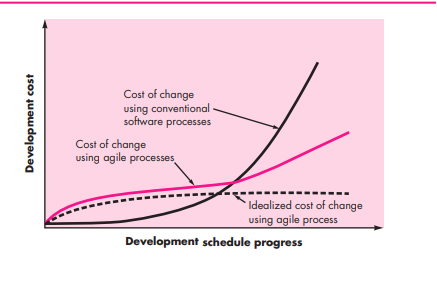 Development cost
Cost of change
using conventional
software processes
Cost of change
using agile processes
Idealized cost of change
using agile process
Development schedule progress